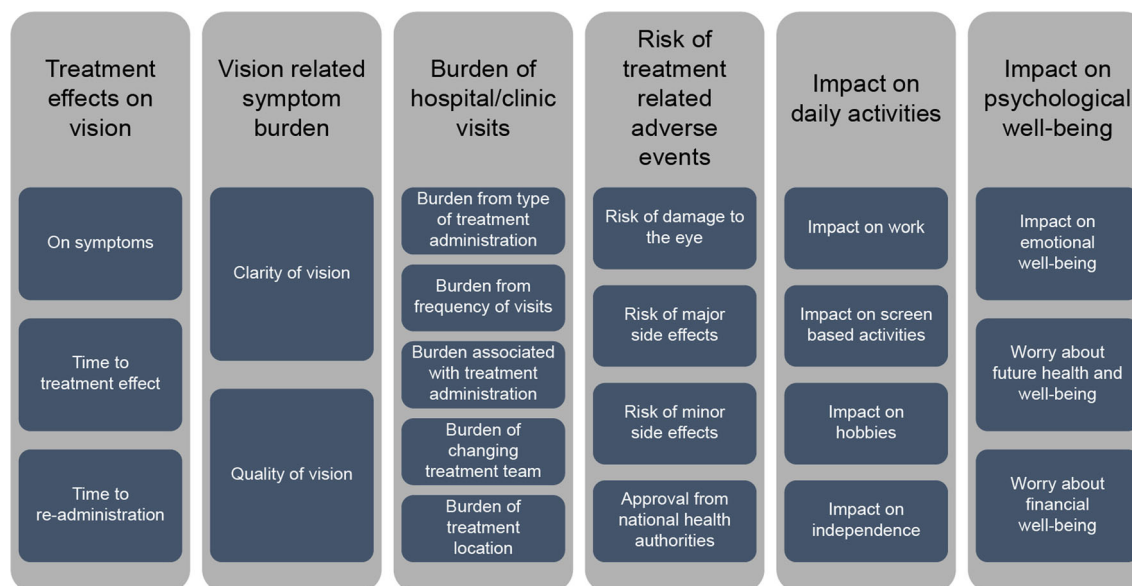 Treatment
effects on
vision
On symptoms
Time to
treatment effect
Time to
re-administration
Vision related
symptom
burden
Clarity of vision
Quality of vision
Burden of
hospital/clinic
visits
Burden from type
of treatment
administration
Burden from
frequency of visits
Burden associated
with treatment
administration
Burden of
changing
treatment team
Burden of
treatment
location
Risk of
treatment
related
adverse
events
Risk of damage to
the eye
Risk of major
side effects
Risk of minor
side effects
Approval from
national health
authorities
Impact on
daily activities
Impact on work
Impact on screen
based activities
Impact on
hobbies
Impact on
independence
Impact on
psychological
well-being
Impact on
emotional
well-being
Worry about
future health and
well-being
Worry about
financial
well-being